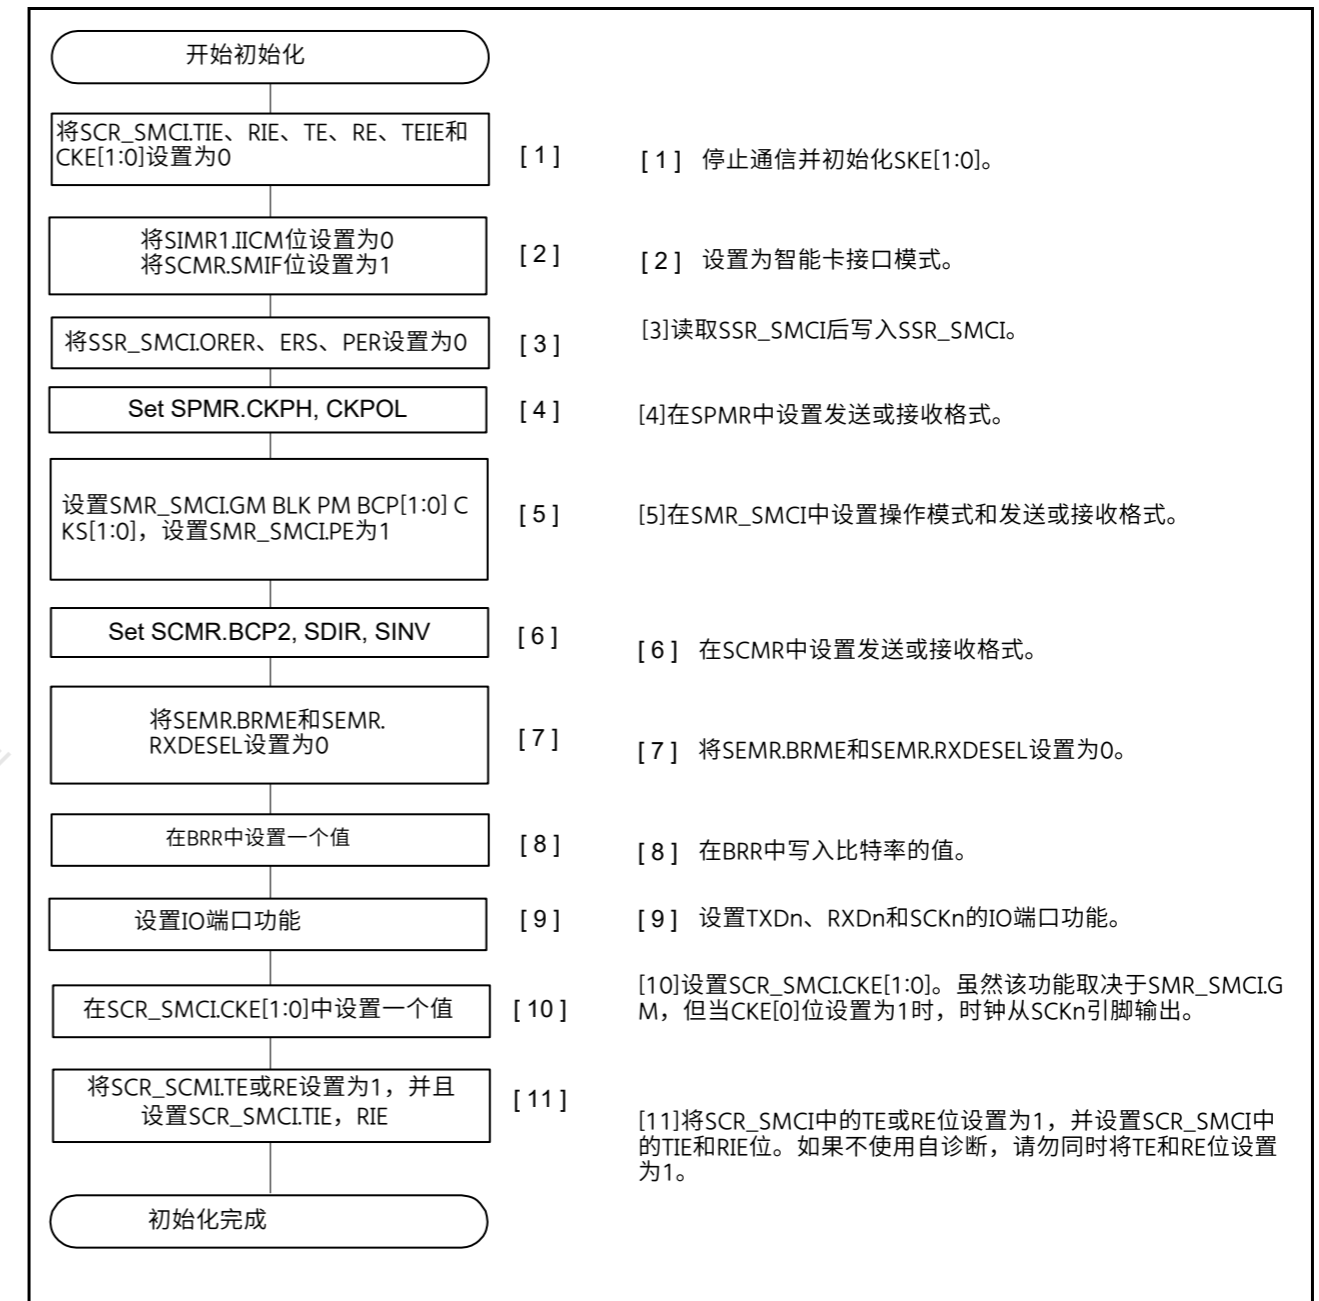 开始初始化
将SCR_SMCI.TIE、RIE、TE、RE、TEIE和
CKE[1:0]设置为0
[ 1 ]
[ 1 ] 停止通信并初始化SKE[1:0]。
将SIMR1.IICM位设置为0
将SCMR.SMIF位设置为1
[ 2 ]
[ 2 ] 设置为智能卡接口模式。
将SSR_SMCI.ORER、ERS、PER设置为0
[ 3 ]
[3]读取SSR_SMCI后写入SSR_SMCI。
Set SPMR.CKPH, CKPOL
[ 4 ]
[4]在SPMR中设置发送或接收格式。
设置SMR_SMCI.GM BLK PM BCP[1:0] C
KS[1:0]，设置SMR_SMCI.PE为1
[ 5 ]
[5]在SMR_SMCI中设置操作模式和发送或接收格式。
Set SCMR.BCP2, SDIR, SINV
[ 6 ]
[ 6 ] 在SCMR中设置发送或接收格式。
将SEMR.BRME和SEMR.
RXDESEL设置为0
[ 7 ]
[ 7 ] 将SEMR.BRME和SEMR.RXDESEL设置为0。
在BRR中设置一个值
[ 8 ]
[ 8 ] 在BRR中写入比特率的值。
设置IO端口功能
[ 9 ]
[ 9 ] 设置TXDn、RXDn和SCKn的IO端口功能。
在SCR_SMCI.CKE[1:0]中设置一个值
[ 10 ]
[10]设置SCR_SMCI.CKE[1:0]。虽然该功能取决于SMR_SMCI.G
M，但当CKE[0]位设置为1时，时钟从SCKn引脚输出。
将SCR_SCMI.TE或RE设置为1，并且
设置SCR_SMCI.TIE，RIE
[ 11 ]
[11]将SCR_SMCI中的TE或RE位设置为1，并设置SCR_SMCI中
的TIE和RIE位。如果不使用自诊断，请勿同时将TE和RE位设置
为1。
初始化完成